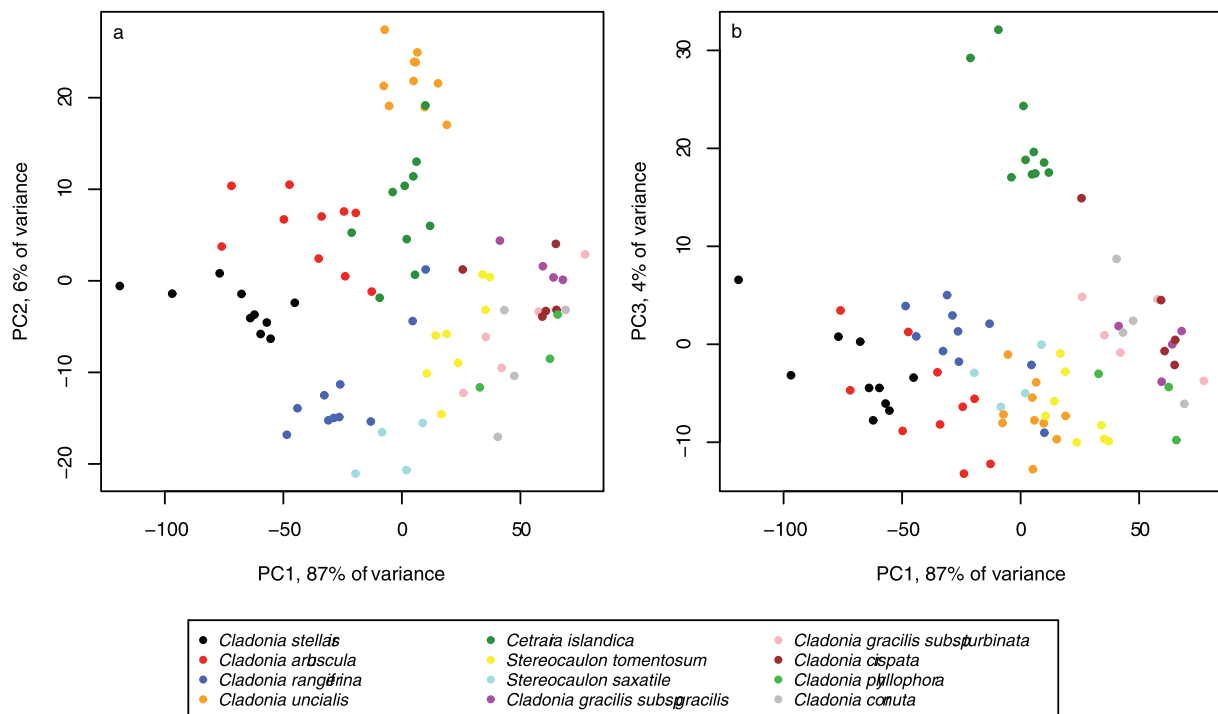 a
20
10
0
−10
−20
PC2, 6% of variance
−100 −50 0 50
PC1, 87% of variance
b
30
20
10
0
−10
PC3, 4% of variance
−100 −50 0 50
PC1, 87% of variance
Cladonia stellaris
Cladonia arbuscula
Cladonia rangiferina
Cladonia uncialis
Cetraria islandica
Stereocaulon tomentosum
Stereocaulon saxatile
Cladonia gracilis subsp gracilis
Cladonia gracilis subsp turbinata
Cladonia crispata
Cladonia phyllophora
Cladonia cornuta